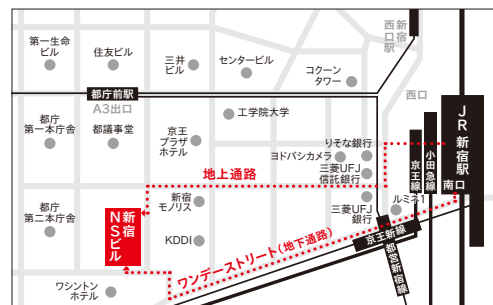 第一生命
ビル
住友ビル
三井
ビル
センタービル
コクーン
タワー
新宿
西口駅
都庁前駅
A3出口
西口
都庁
第一本庁舎
都議事堂
京王
プラザ
ホテル
工学院大学
りそな銀行
ヨドバシカメラ
三菱UFJ
信託銀行
京王線
小田急線
JR新宿駅
南口
地上通路
都庁
第二本庁舎
新宿
NSビル
新宿
モノリス
三菱UFJ
銀行
ルミネ1
KDDI
京王新線
都営新宿線
ワンデーストリート(地下通路)
ワシントン
ホテル